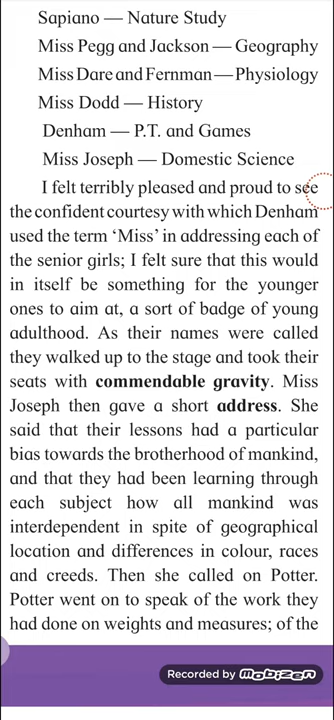 Sapiano — Nature Study
Miss Pegg and Jackson — Geography
Miss Dare and Fernman — Physiology
Miss Dodd — History
Denham — P.T. and Games
Miss Joseph — Domestic Science
I felt terribly pleased and proud to see
the confident courtesy with which Denham
used the term ‘Miss’ in addressing each of
the senior girls; I felt sure that this would
in itself be something for the younger
ones to aim at, a sort of badge of young
adulthood. As their names were called
they walked up to the stage and took their
seats with commendable gravity. Miss
Joseph then gave a short address. She
said that their lessons had a particular
bias towards the brotherhood of mankind,
and that they had been learning through
each subject how all mankind was
interdependent in spite of geographical
location and differences in colour, races
and creeds. Then she called on Potter.
Potter went on to speak of the work they
had done on weights and measures; of the
Recorded by mobizen